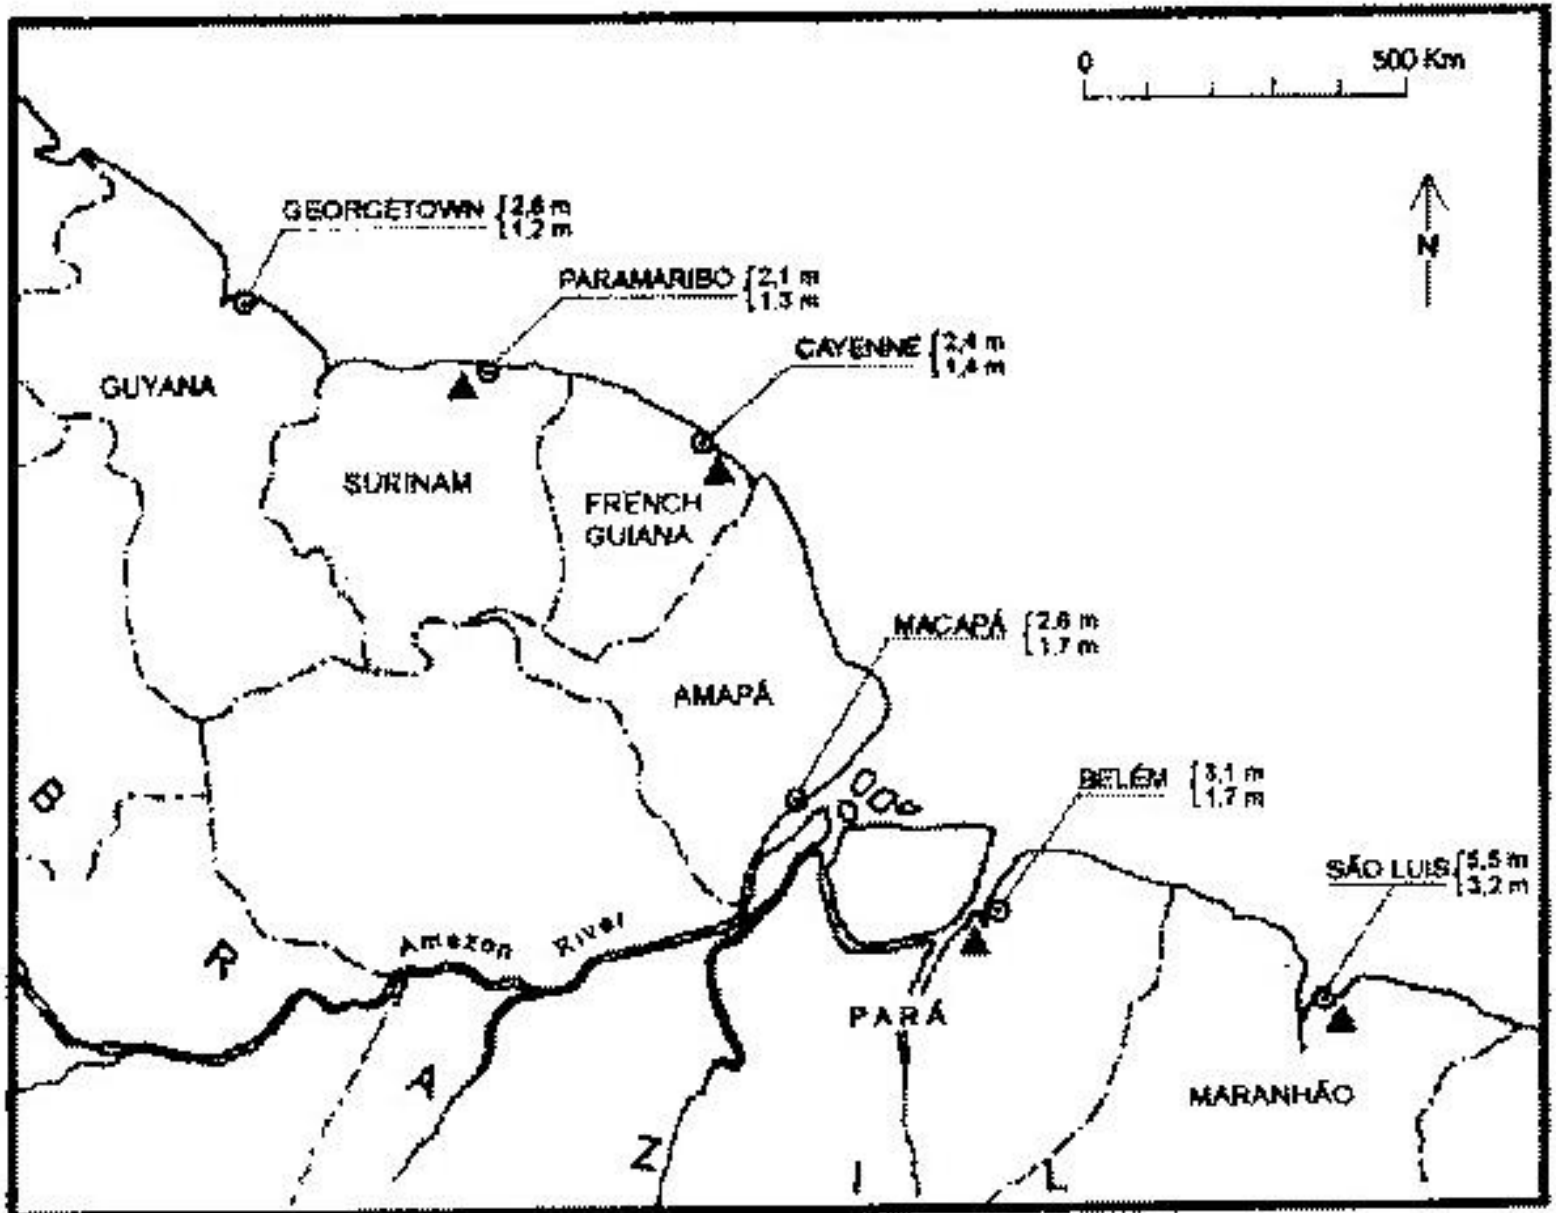 0 500 Km
N
GEORGETOWN {2,6 m
1,2 m
PARAMARIBO {2,1 m
1,3 m
CAYENNE {2,4 m
1,4 m
GUYANA
SURINAM
FRENCH
GUIANA
MACAPÁ {2,6 m
1,7 m
AMAPÁ
BELÉM {3,1 m
1,7 m
SÃO LUIS {5,5 m
3,2 m
Amazon River
PARÁ
MARANHÃO
B R A Z I L